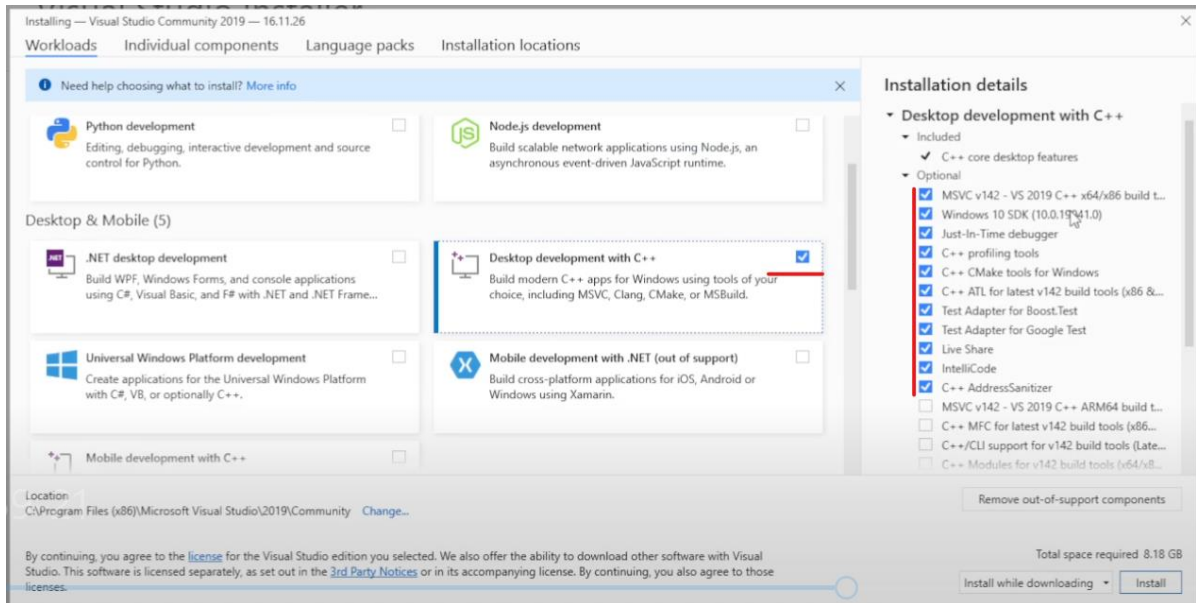 Installing — Visual Studio Community 2019 — 16.11.26
Workloads
Individual components
Language packs
Installation locations
Need help choosing what to install? More info
Python development
Editing, debugging, interactive development and source
control for Python.
Node.js development
Build scalable network applications using Node.js, an
asynchronous event-driven JavaScript runtime.
Desktop & Mobile (5)
.NET desktop development
Build WPF, Windows Forms, and console applications
using C#, Visual Basic, and F# with .NET and .NET Frame...
Desktop development with C++
Build modern C++ apps for Windows using tools of your
choice, including MSVC, Clang, CMake, or MSBuild.
Universal Windows Platform development
Create applications for the Universal Windows Platform
with C#, VB, or optionally C++.
Mobile development with .NET (out of support)
Build cross-platform applications for iOS, Android or
Windows using Xamarin.
Mobile development with C++
Location
C:\Program Files (x86)\Microsoft Visual Studio\2019\Community Change...
By continuing, you agree to the license for the Visual Studio edition you selected. We also offer the ability to download other software with Visual
Studio. This software is licensed separately, as set out in the 3rd Party Notices or in its accompanying license. By continuing, you also agree to those
licenses.
Installation details
Desktop development with C++
Included
C++ core desktop features
Optional
MSVC v142 - VS 2019 C++ x64/x86 build t...
Windows 10 SDK
Just-In-Time debugger
C++ profiling tools
C++ CMake tools for Windows
C++ ATL for latest v142 build tools (x86 &...
Test Adapter for Boost.Test
Test Adapter for Google Test
Live Share
IntelliCode
C++ AddressSanitizer
MSVC v142 - VS 2019 C++ ARM64 build t...
C++ MFC for latest v142 build tools (x86...
C++/CLI support for v142 build tools (Late...
C++ Modules for v142 build tools (x64/x8...
Remove out-of-support components
Total space required 8.18 GB
Install while downloading
Install